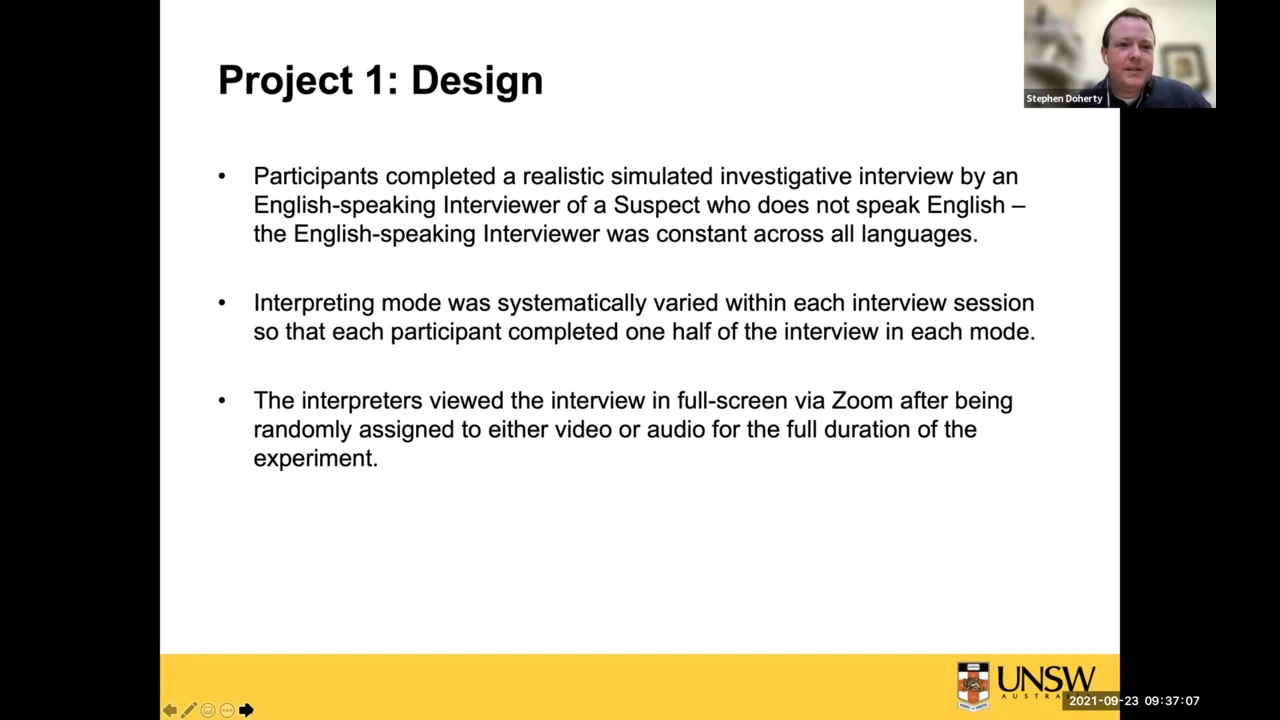 Project 1: Design
Stephen Doherty
• Participants completed a realistic simulated investigative interview by an
English-speaking Interviewer of a Suspect who does not speak English –
the English-speaking Interviewer was constant across all languages.
• Interpreting mode was systematically varied within each interview session
so that each participant completed one half of the interview in each mode.
• The interpreters viewed the interview in full-screen via Zoom after being
randomly assigned to either video or audio for the full duration of the
experiment.
UNSW
2021-09-23 09:37:07